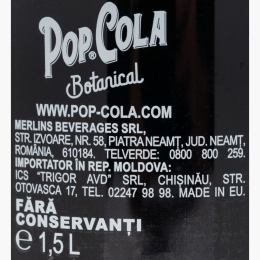 POP COLA
Botanical
WWW.POP-COLA.COM
MERLINS BEVERAGES SRL,
STR. IZVOARE, NR. 58, PIATRA NEAMȚ, JUD. NEAMȚ,
ROMÂNIA, 610184. TELVERDE: 0800 800 259.
IMPORTATOR ÎN REP. MOLDOVA:
ICS "TRIGOR AVD" SRL, CHIȘINĂU, STR.
OTOVASCA 17, TEL. 02247 98 98. MADE IN EU.
FĂRĂ
CONSERVANȚI
℮ 1,5 L